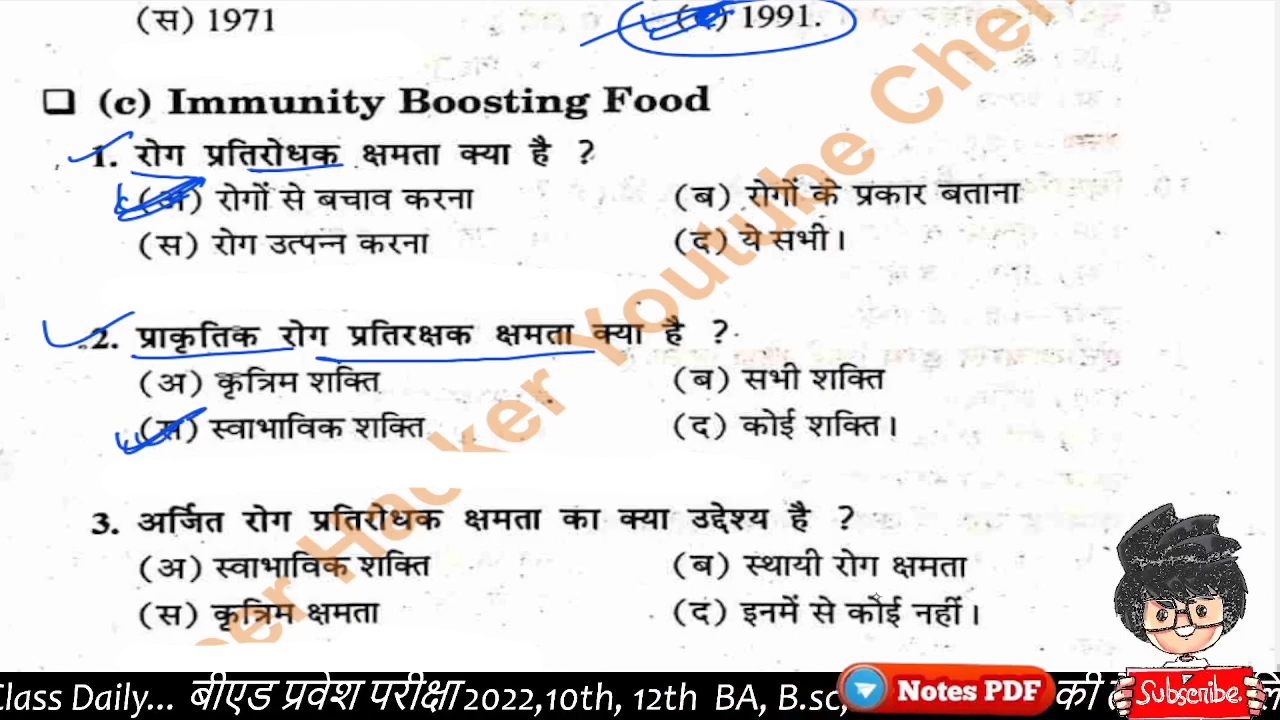 (स) 1971 1991.
(c) Immunity Boosting Food
1. रोग प्रतिरोधक क्षमता क्या है ?
(अ) रोगों से बचाव करना (ब) रोगों के प्रकार बताना
(स) रोग उत्पन्न करना (द) ये सभी।
2. प्राकृतिक रोग प्रतिरक्षक क्षमता क्या है ?
(अ) कृत्रिम शक्ति (ब) सभी शक्ति
(स) स्वाभाविक शक्ति (द) कोई शक्ति।
3. अर्जित रोग प्रतिरोधक क्षमता का क्या उद्देश्य है ?
(अ) स्वाभाविक शक्ति (ब) स्थायी रोग क्षमता
(स) कृत्रिम क्षमता (द) इनमें से कोई नहीं।
Hacker Youtube
Class Daily... बीएड प्रवेश परीक्षा 2022,10th, 12th BA, B.sc, Notes PDF की Subscribe